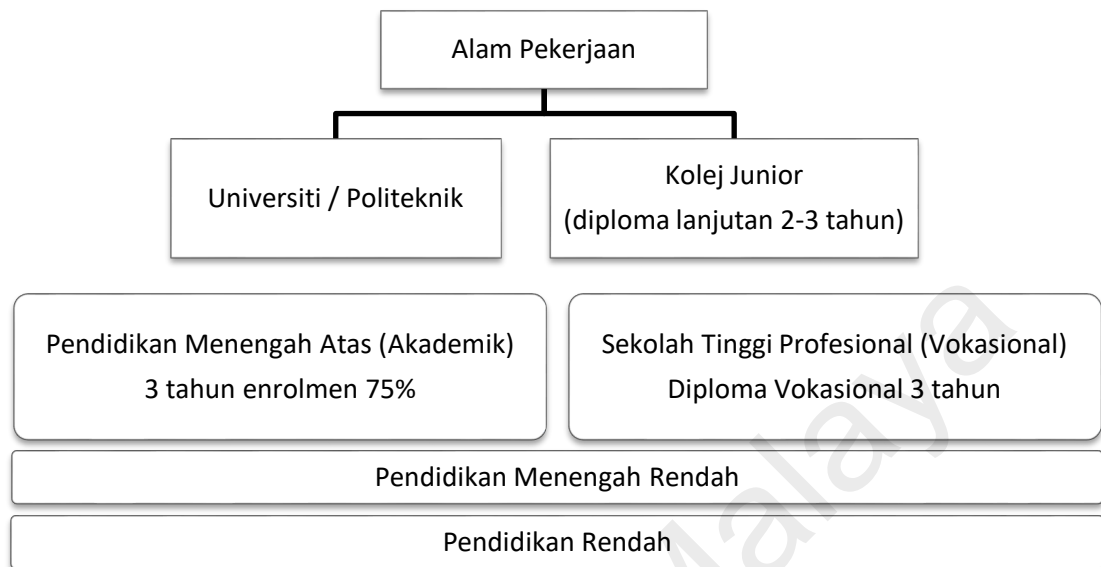 Alam Pekerjaan
Universiti / Politeknik
Kolej Junior
(diploma lanjutan 2-3 tahun)
Pendidikan Menengah Atas (Akademik)
3 tahun enrolmen 75%
Sekolah Tinggi Profesional (Vokasional)
Diploma Vokasional 3 tahun
Pendidikan Menengah Rendah
Pendidikan Rendah
Malaya